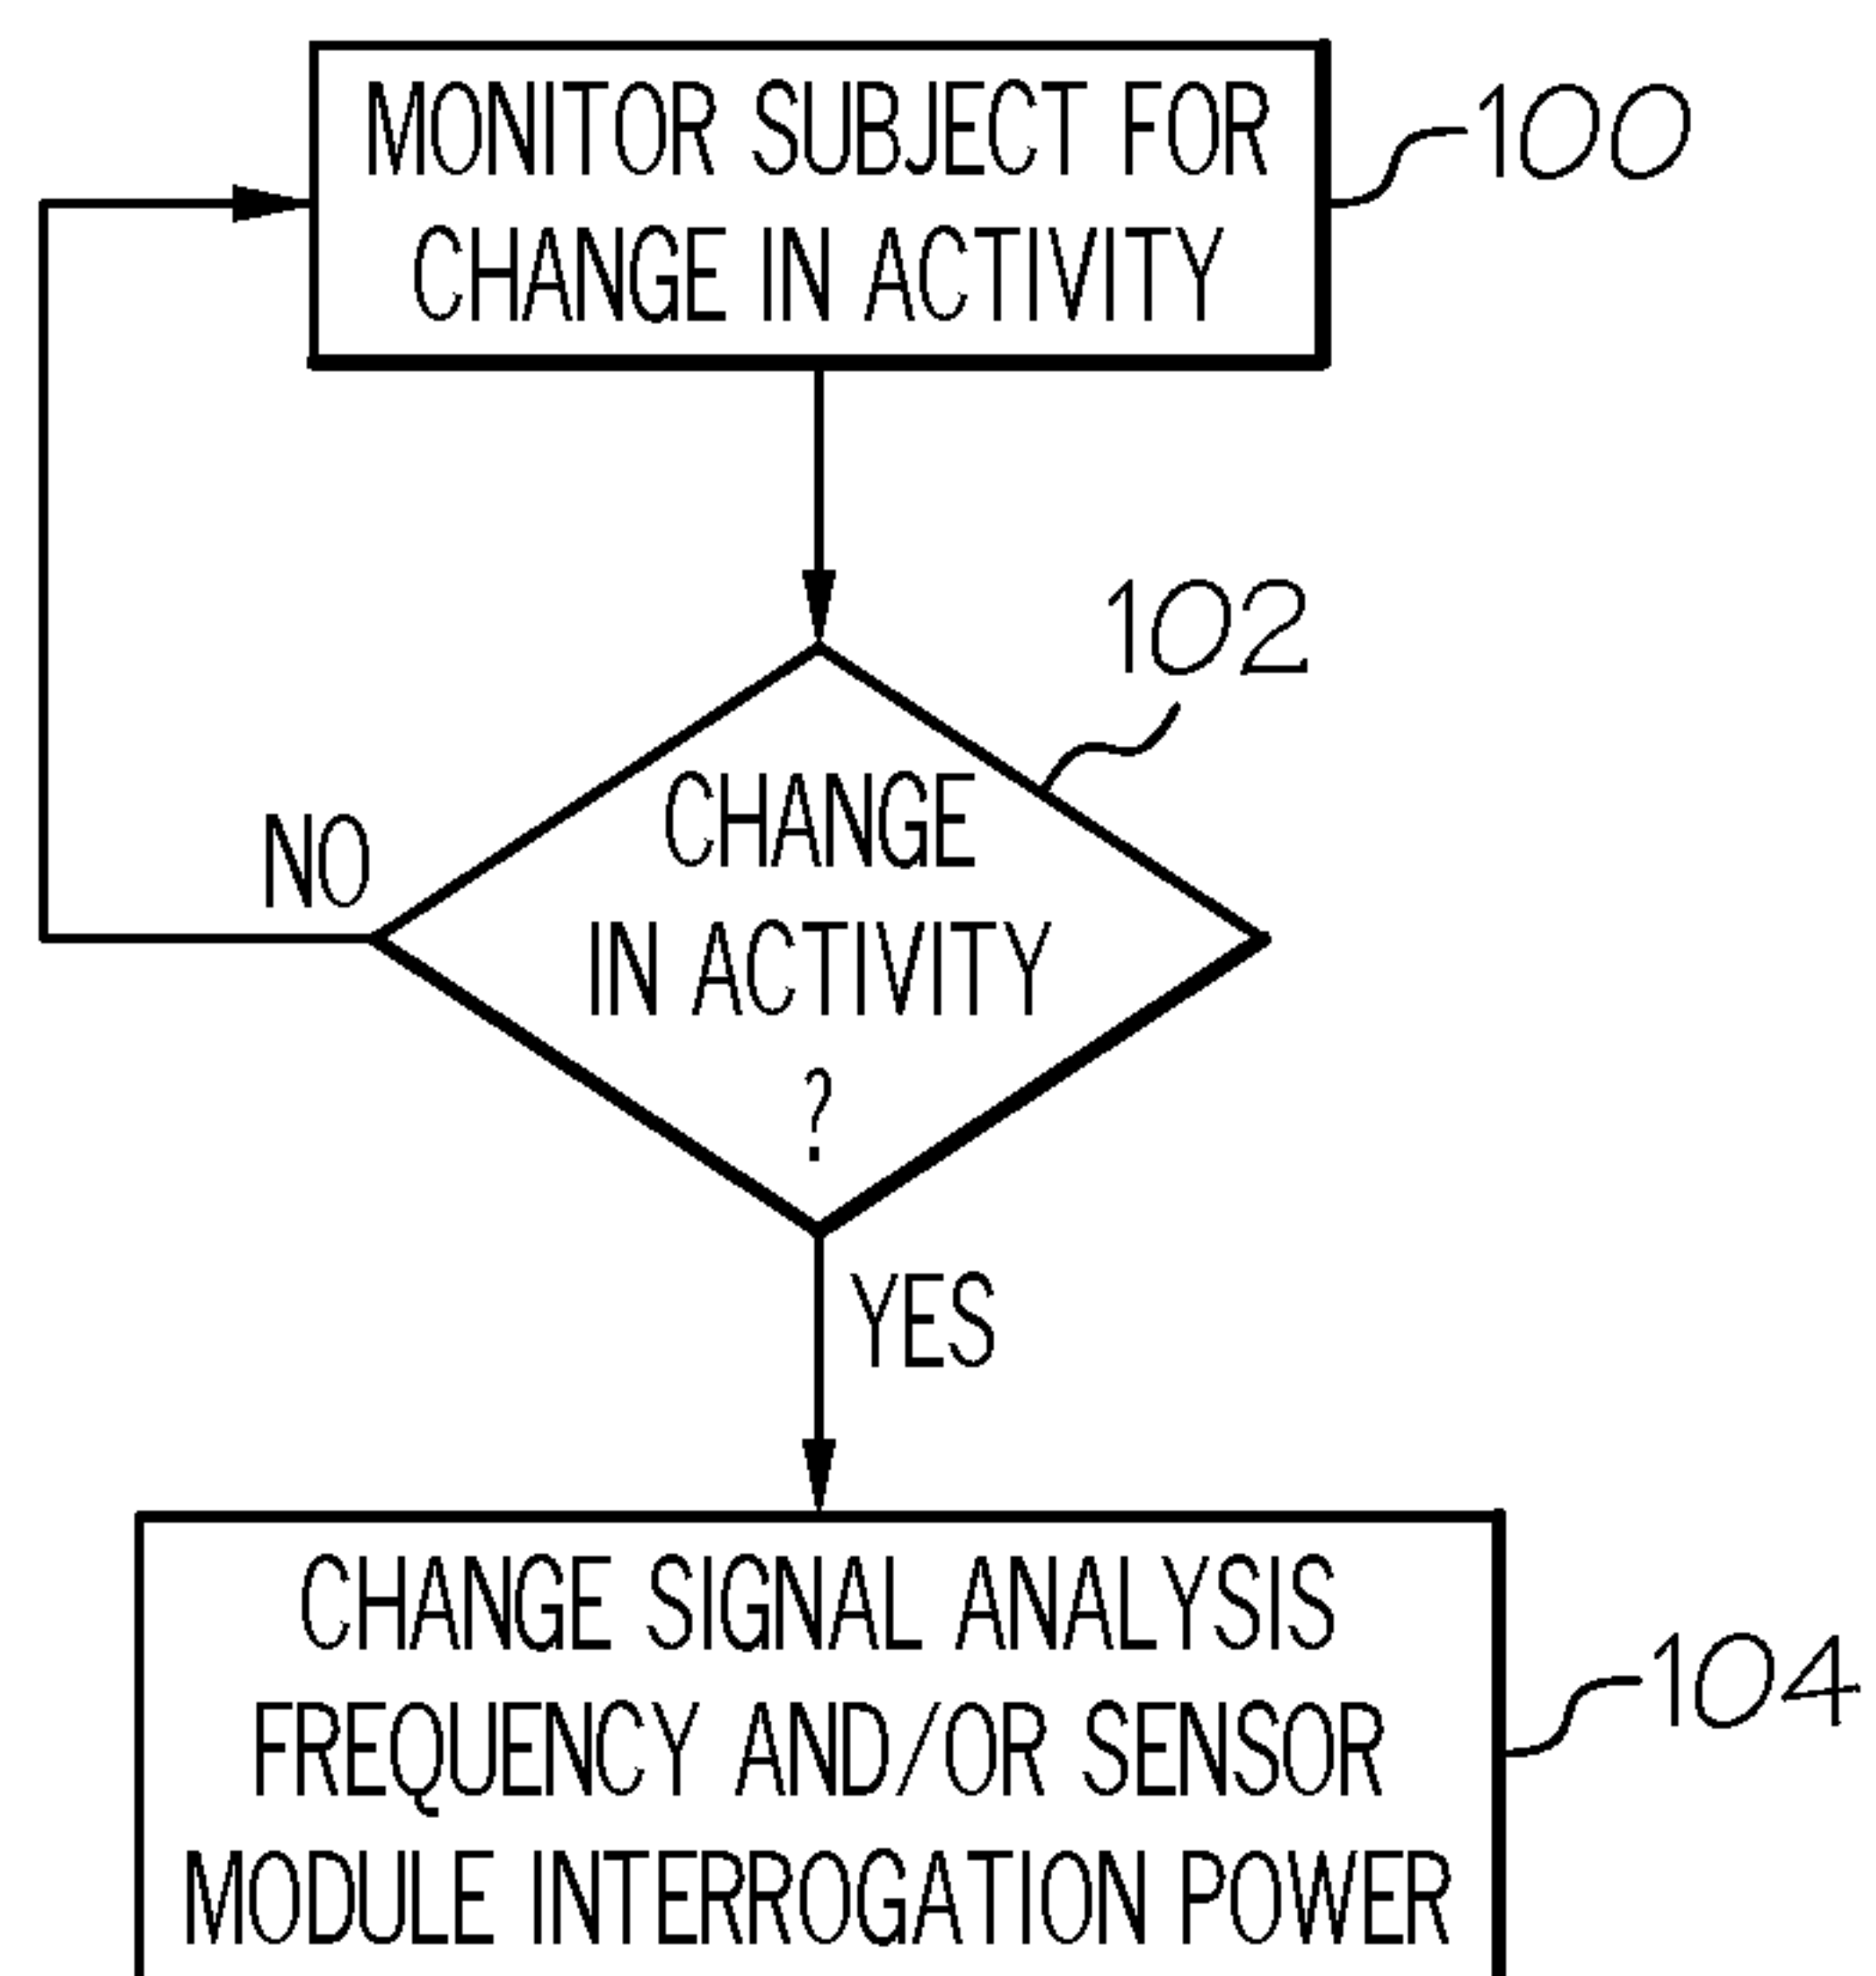 MONITOR SUBJECT FOR
CHANGE IN ACTIVITY
100
102
CHANGE
IN ACTIVITY
?
NO
YES
CHANGE SIGNAL ANALYSIS
FREQUENCY AND/OR SENSOR
MODULE INTERROGATION POWER
104